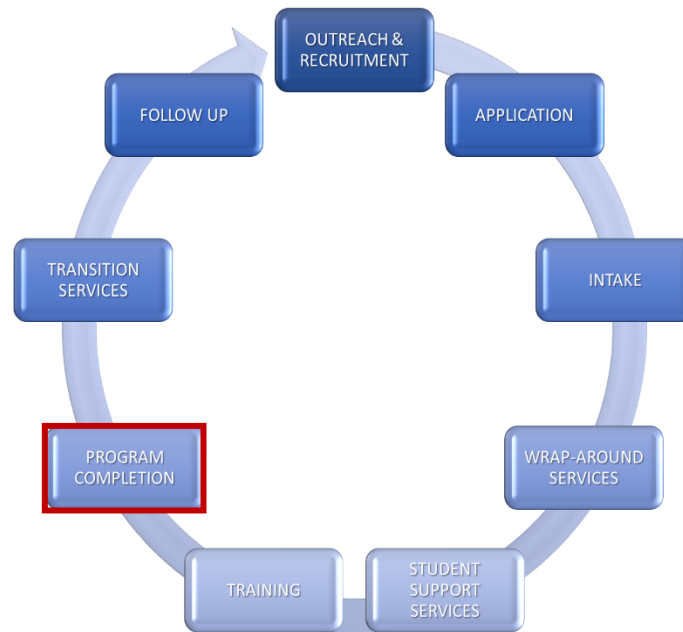 OUTREACH &
RECRUITMENT
APPLICATION
INTAKE
WRAP-AROUND
SERVICES
STUDENT
SUPPORT
SERVICES
TRAINING
PROGRAM
COMPLETION
TRANSITION
SERVICES
FOLLOW UP